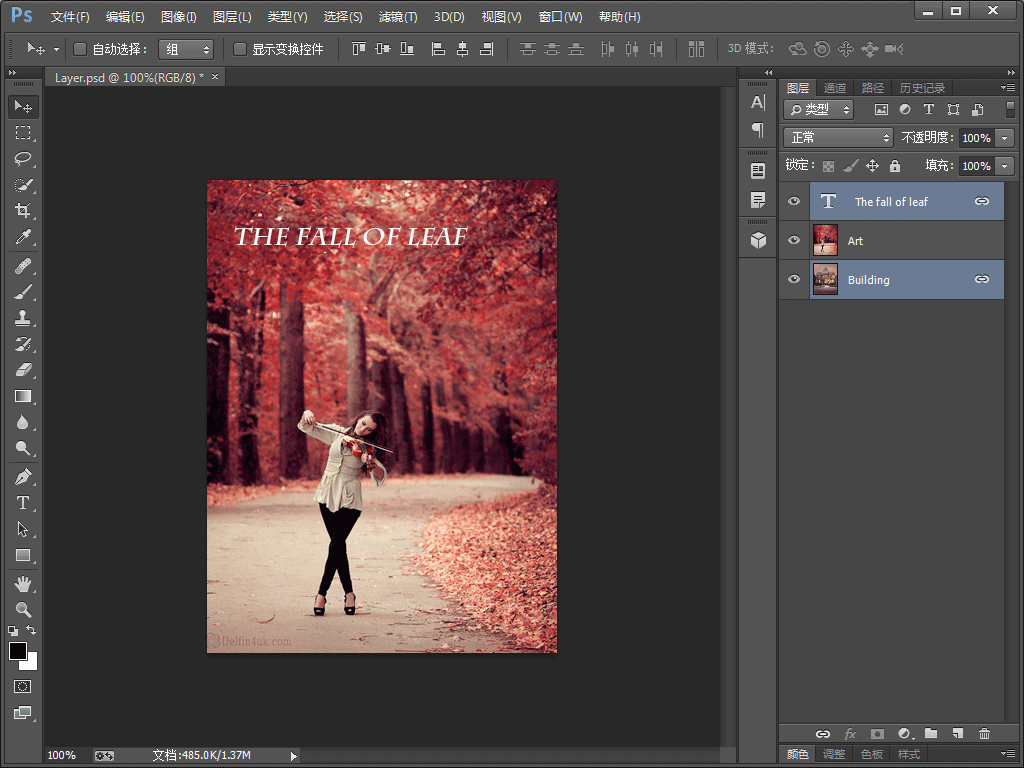 Ps 文件(F) 编辑(E) 图像(I) 图层(L) 类型(Y) 选择(S) 滤镜(T) 3D(D) 视图(V) 窗口(W) 帮助(H)
自动选择： 组 显示变换控件 3D 模式：
Layer.psd @ 100%(RGB/8) * ×
图层 通道 路径 历史记录
类型
正常 不透明度： 100%
锁定： 填充： 100%
The fall of leaf
Art
Building
THE FALL OF LEAF
Delfin4uk.com
100% 文档:485.0K/1.37M
fx
颜色 调整 色板 样式